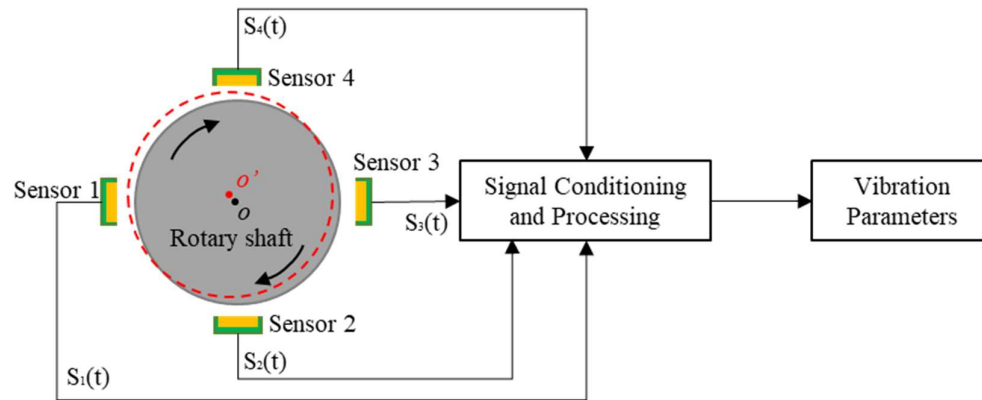 S₄(t)
Sensor 4
Sensor 1
Sensor 3
o’
o
Rotary shaft
S₃(t)
Signal Conditioning
and Processing
Vibration
Parameters
Sensor 2
S₂(t)
S₁(t)